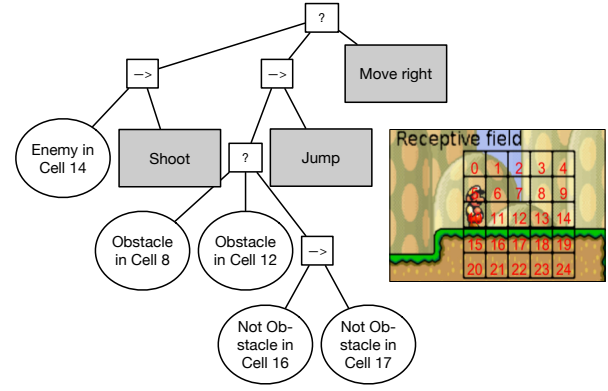 ?
—>
—>
Move right
Enemy in
Cell 14
Shoot
?
Jump
Obstacle
in Cell 8
Obstacle
in Cell 12
—>
Not Ob-
stacle in
Cell 16
Not Ob-
stacle in
Cell 17
Receptive field
0 1 2 3 4
6 7 8 9
11 12 13 14
15 16 17 18 19
20 21 22 23 24